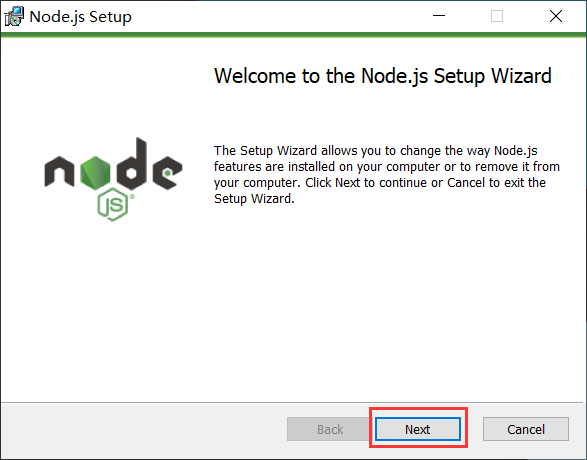 Node.js Setup
Welcome to the Node.js Setup Wizard
node
JS
The Setup Wizard allows you to change the way Node.js
features are installed on your computer or to remove it from
your computer. Click Next to continue or Cancel to exit the
Setup Wizard.
Back Next Cancel